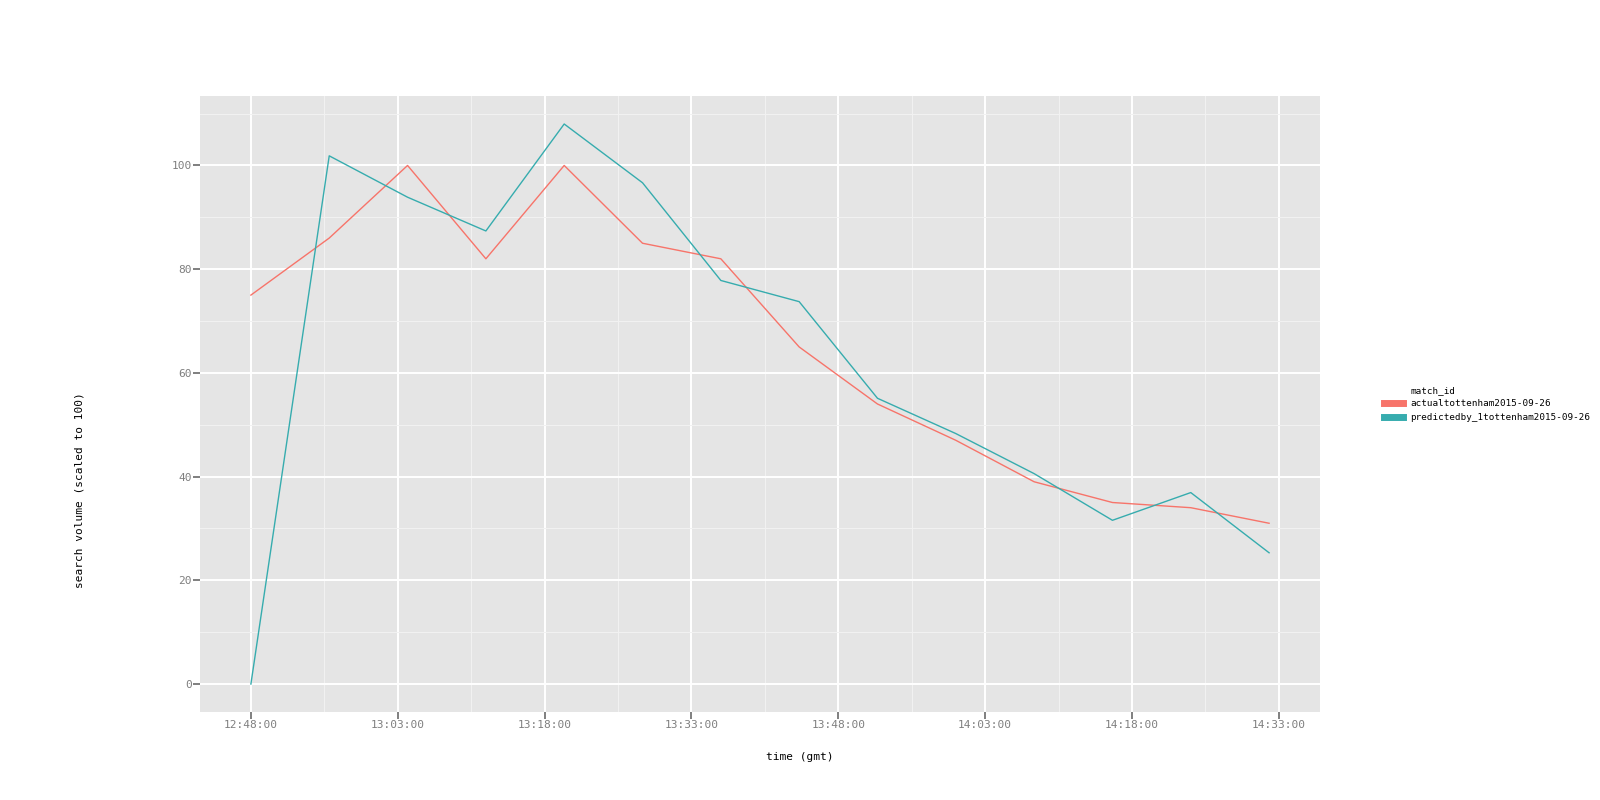 search volume (scaled to 100)
100
80
60
40
20
0
12:48:00 13:03:00 13:18:00 13:33:00 13:48:00 14:03:00 14:18:00 14:33:00
time (gmt)
match_id
actualtottenham2015-09-26
predictedby_1tottenham2015-09-26